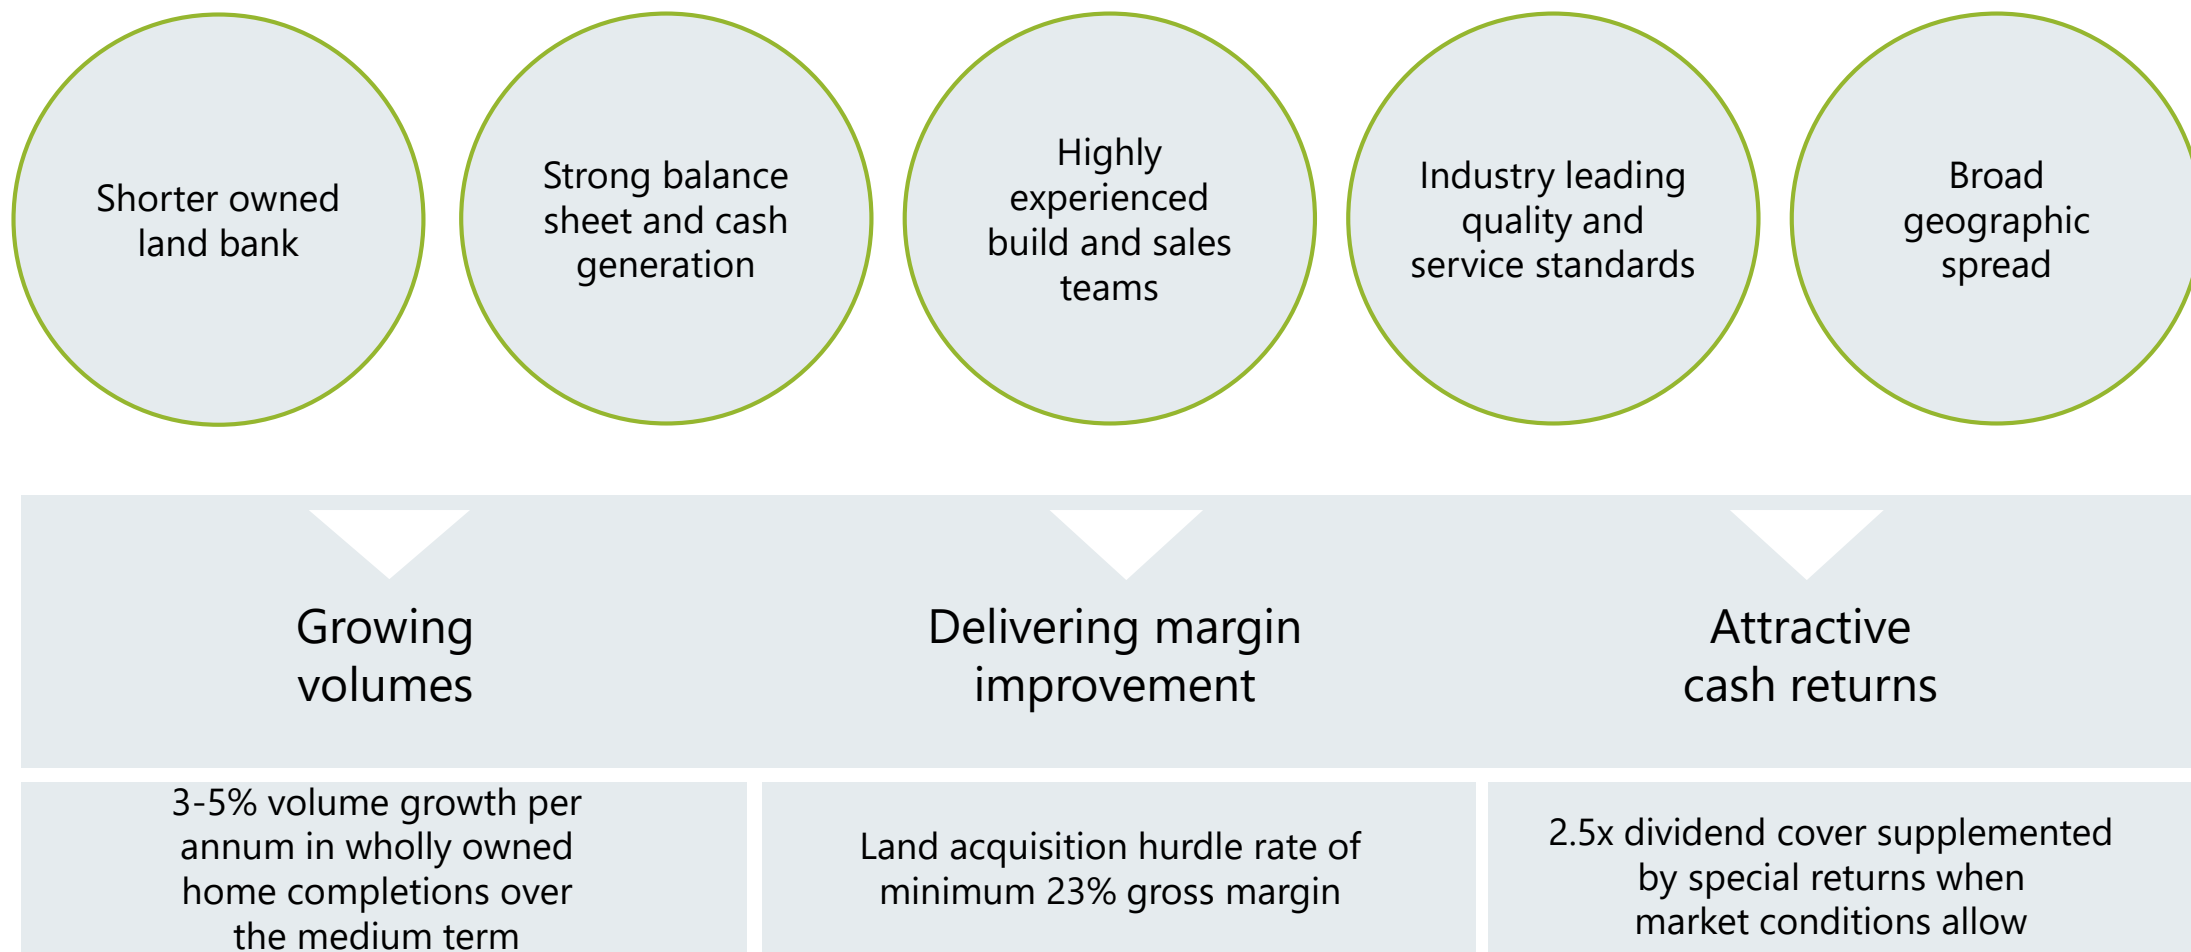 Shorter owned
land bank
Strong balance
sheet and cash
generation
Highly
experienced
build and sales
teams
Industry leading
quality and
service standards
Broad
geographic
spread
Growing
volumes
Delivering margin
improvement
Attractive
cash returns
3-5% volume growth per
annum in wholly owned
home completions over
the medium term
Land acquisition hurdle rate of
minimum 23% gross margin
2.5x dividend cover supplemented
by special returns when
market conditions allow